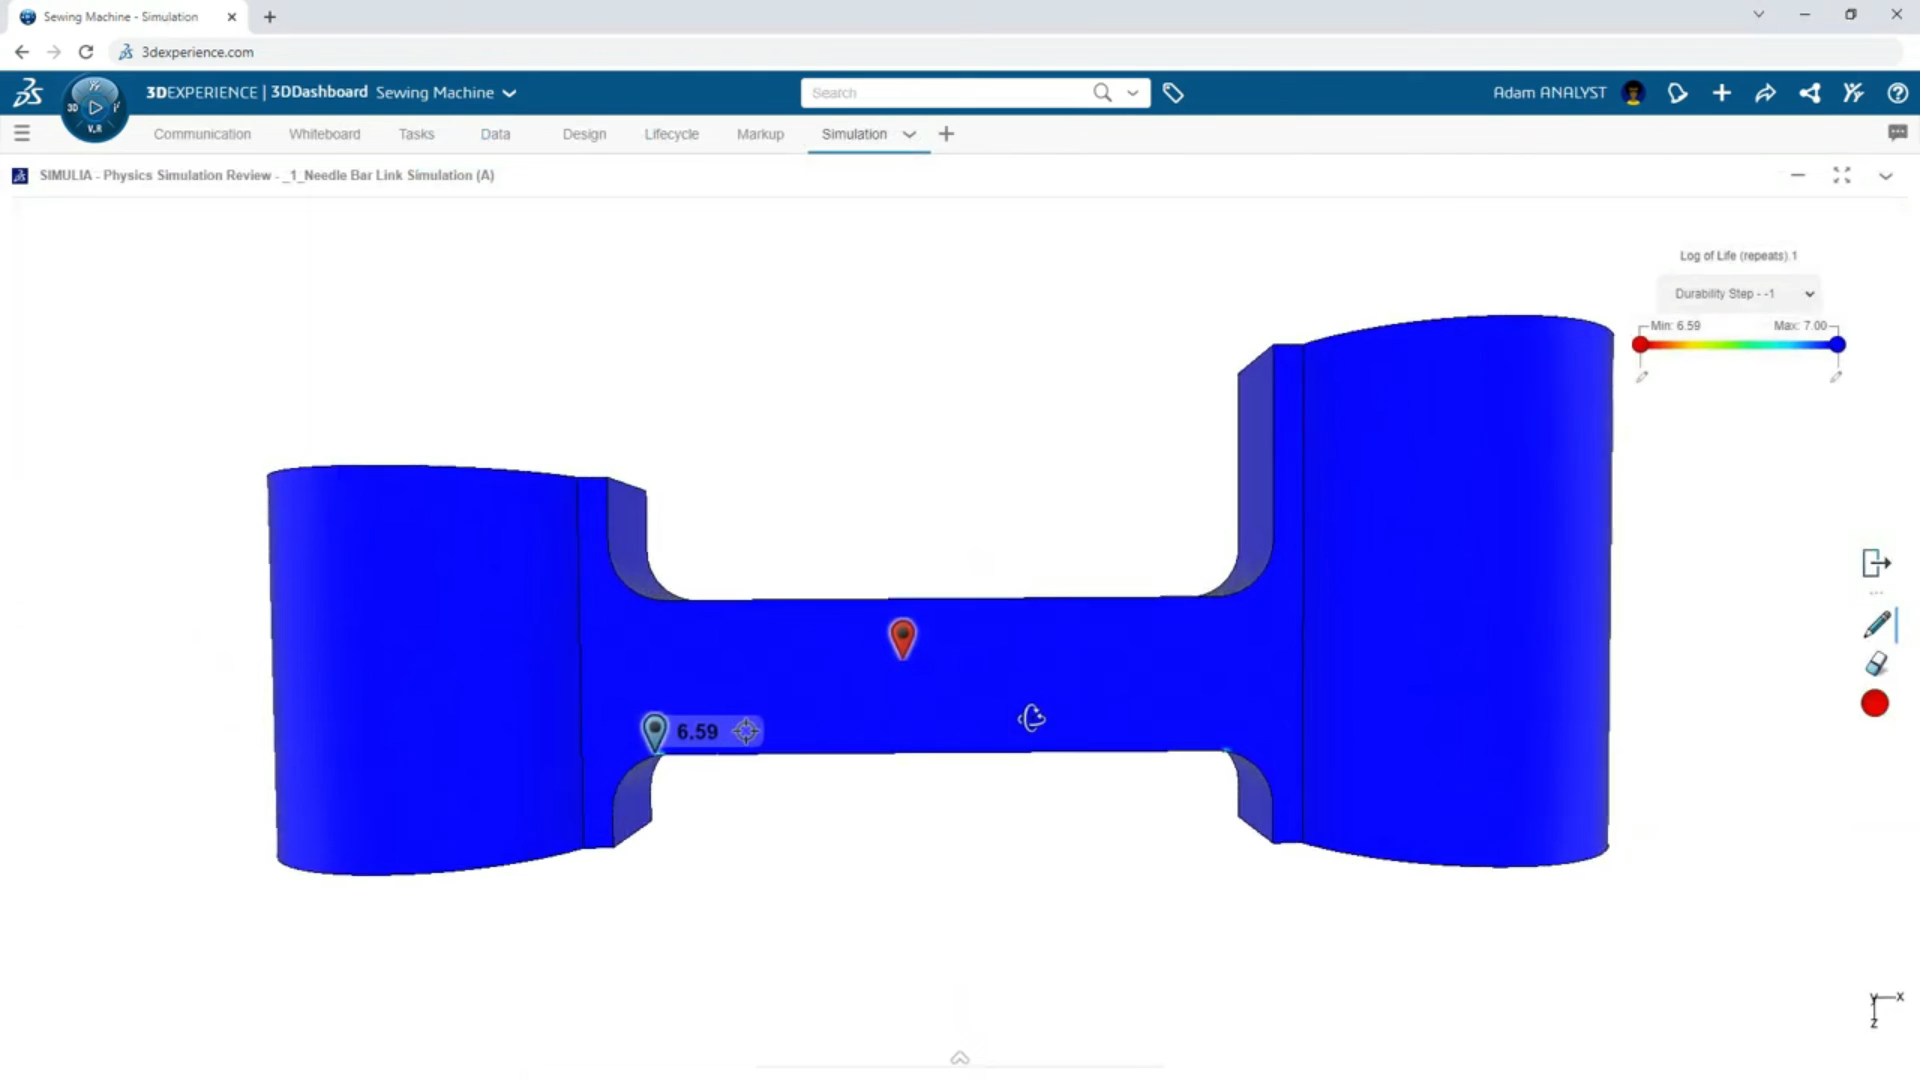 Sewing Machine - Simulation
3dexperience.com
3DEXPERIENCE | 3DDashboard Sewing Machine
Search
Adam ANALYST
3D
V.R
Communication Whiteboard Tasks Data Design Lifecycle Markup Simulation
SIMULIA - Physics Simulation Review - _1_Needle Bar Link Simulation (A)
Log of Life (repeats).1
Durability Step - -1
Min: 6.59 Max: 7.00
6.59
Y X
Z